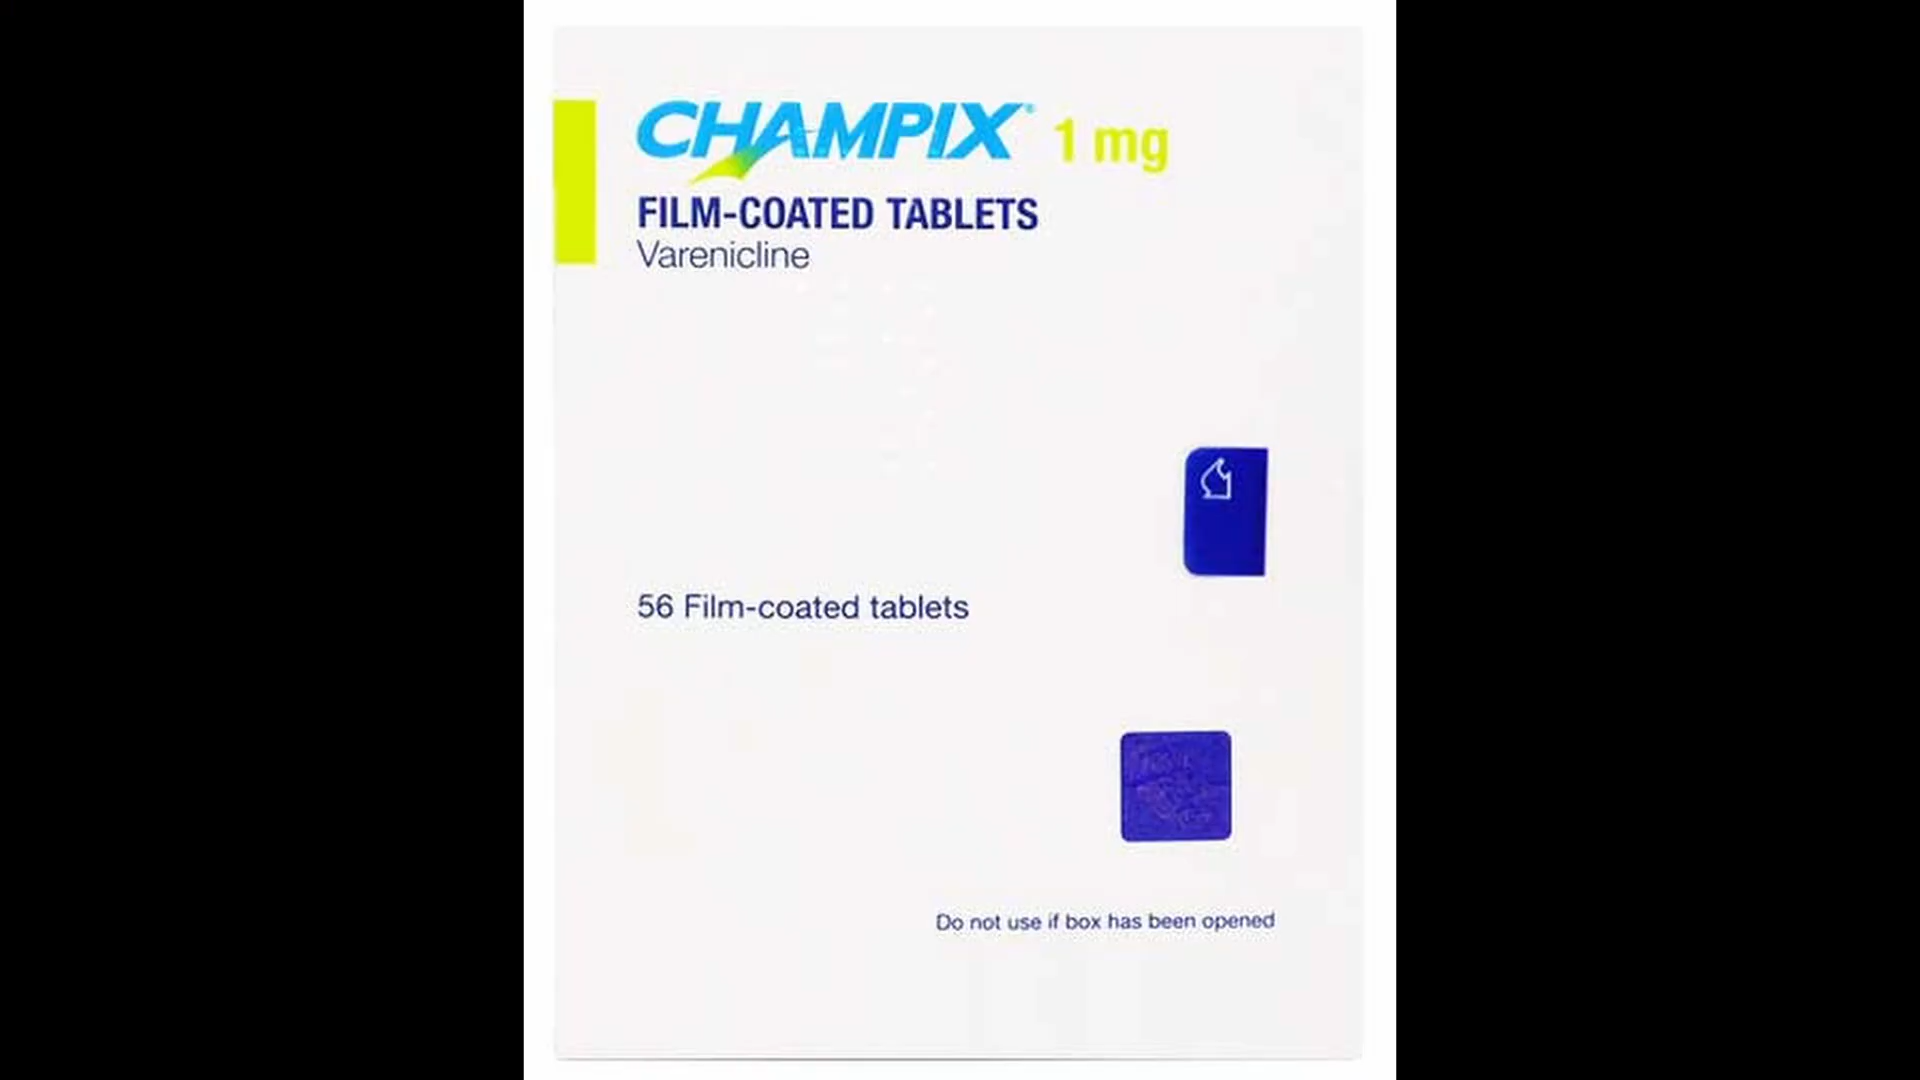 CHAMPIX® 1 mg
FILM-COATED TABLETS
Varenicline
56 Film-coated tablets
Do not use if box has been opened